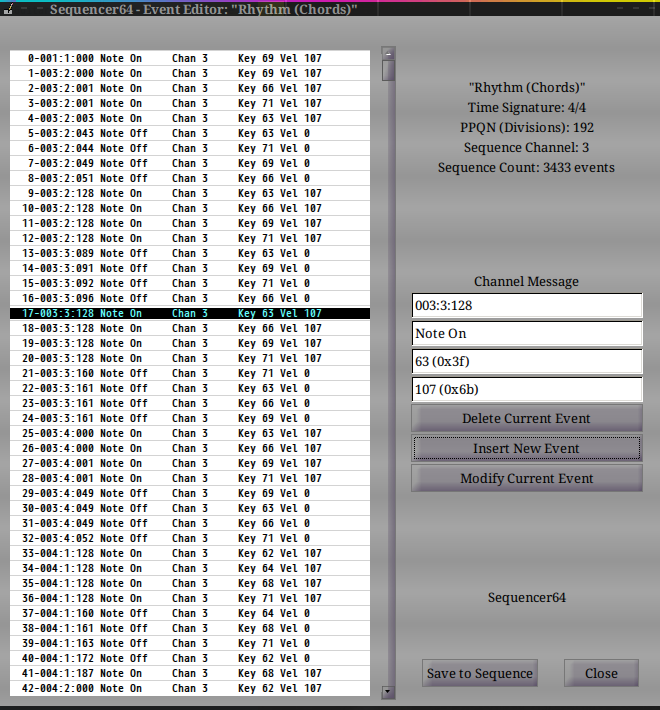 Sequencer64 - Event Editor: "Rhythm (Chords)"
0-001:1:000 Note On Chan 3 Key 69 Vel 107
1-003:2:000 Note On Chan 3 Key 69 Vel 107
2-003:2:001 Note On Chan 3 Key 66 Vel 107
3-003:2:001 Note On Chan 3 Key 71 Vel 107
4-003:2:003 Note On Chan 3 Key 63 Vel 107
5-003:2:043 Note Off Chan 3 Key 63 Vel 0
6-003:2:044 Note Off Chan 3 Key 71 Vel 0
7-003:2:049 Note Off Chan 3 Key 69 Vel 0
8-003:2:051 Note Off Chan 3 Key 66 Vel 0
9-003:2:128 Note On Chan 3 Key 63 Vel 107
10-003:2:128 Note On Chan 3 Key 66 Vel 107
11-003:2:128 Note On Chan 3 Key 69 Vel 107
12-003:2:128 Note On Chan 3 Key 71 Vel 107
13-003:3:089 Note Off Chan 3 Key 63 Vel 0
14-003:3:091 Note Off Chan 3 Key 69 Vel 0
15-003:3:092 Note Off Chan 3 Key 71 Vel 0
16-003:3:096 Note Off Chan 3 Key 66 Vel 0
17-003:3:128 Note On Chan 3 Key 63 Vel 107
18-003:3:128 Note On Chan 3 Key 66 Vel 107
19-003:3:128 Note On Chan 3 Key 69 Vel 107
20-003:3:128 Note On Chan 3 Key 71 Vel 107
21-003:3:160 Note Off Chan 3 Key 71 Vel 0
22-003:3:161 Note Off Chan 3 Key 63 Vel 0
23-003:3:161 Note Off Chan 3 Key 66 Vel 0
24-003:3:161 Note Off Chan 3 Key 69 Vel 0
25-003:4:000 Note On Chan 3 Key 63 Vel 107
26-003:4:000 Note On Chan 3 Key 66 Vel 107
27-003:4:001 Note On Chan 3 Key 69 Vel 107
28-003:4:001 Note On Chan 3 Key 71 Vel 107
29-003:4:049 Note Off Chan 3 Key 69 Vel 0
30-003:4:049 Note Off Chan 3 Key 63 Vel 0
31-003:4:049 Note Off Chan 3 Key 66 Vel 0
32-003:4:052 Note Off Chan 3 Key 71 Vel 0
33-004:1:128 Note On Chan 3 Key 62 Vel 107
34-004:1:128 Note On Chan 3 Key 64 Vel 107
35-004:1:128 Note On Chan 3 Key 68 Vel 107
36-004:1:128 Note On Chan 3 Key 71 Vel 107
37-004:1:160 Note Off Chan 3 Key 64 Vel 0
38-004:1:161 Note Off Chan 3 Key 68 Vel 0
39-004:1:163 Note Off Chan 3 Key 71 Vel 0
40-004:1:172 Note Off Chan 3 Key 62 Vel 0
41-004:1:187 Note On Chan 3 Key 68 Vel 107
42-004:2:000 Note On Chan 3 Key 62 Vel 107
"Rhythm (Chords)"
Time Signature: 4/4
PPQN (Divisions): 192
Sequence Channel: 3
Sequence Count: 3433 events
Channel Message
003:3:128
Note On
63 (0x3f)
107 (0x6b)
Delete Current Event
Insert New Event
Modify Current Event
Sequencer64
Save to Sequence
Close